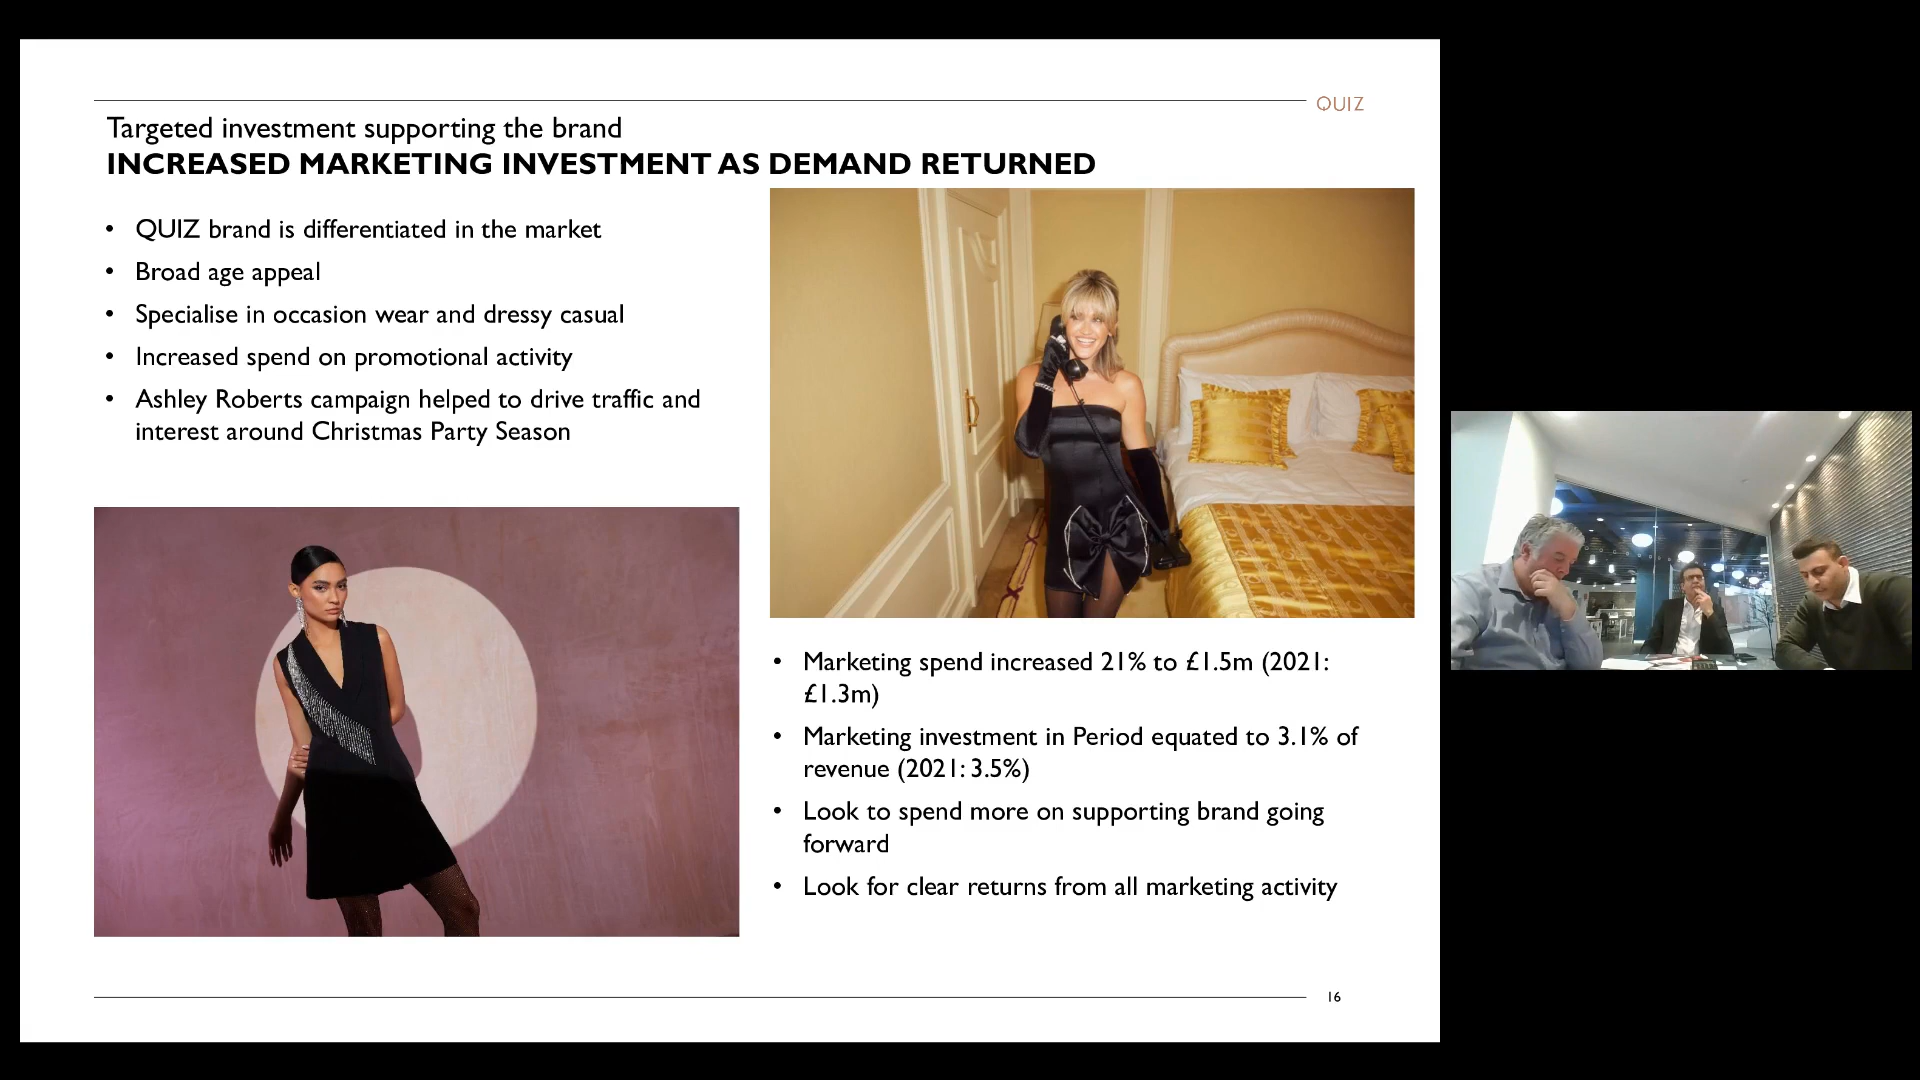 QUIZ
Targeted investment supporting the brand
INCREASED MARKETING INVESTMENT AS DEMAND RETURNED
• QUIZ brand is differentiated in the market
• Broad age appeal
• Specialise in occasion wear and dressy casual
• Increased spend on promotional activity
• Ashley Roberts campaign helped to drive traffic and
interest around Christmas Party Season
• Marketing spend increased 21% to £1.5m (2021:
£1.3m)
• Marketing investment in Period equated to 3.1% of
revenue (2021: 3.5%)
• Look to spend more on supporting brand going
forward
• Look for clear returns from all marketing activity
16